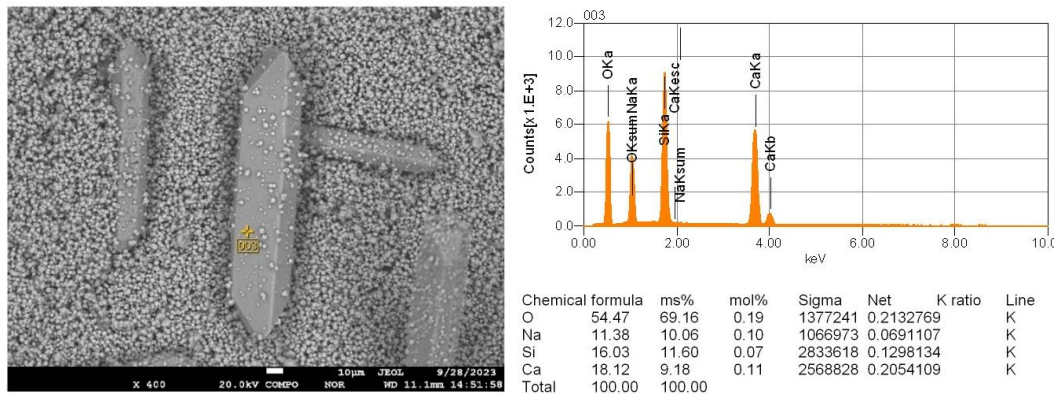 003
10µm JEOL 9/28/2023
X 400 20.0kV COMPO NOR WD 11.1mm 14:51:58
003
12.0
10.0
8.0
6.0
4.0
2.0
0.0
Counts[x 1.E+3]
OKa
OKsumNaKa
SiKa
CaKesc
NaKsum
CaKa
CaKb
0.00 2.00 4.00 6.00 8.00 10.0
keV
Chemical formula ms% mol% Sigma Net K ratio Line
O 54.47 69.16 0.19 1377241 0.2132769 K
Na 11.38 10.06 0.10 1066973 0.0691107 K
Si 16.03 11.60 0.07 2833618 0.1298134 K
Ca 18.12 9.18 0.11 2568828 0.2054109 K
Total 100.00 100.00